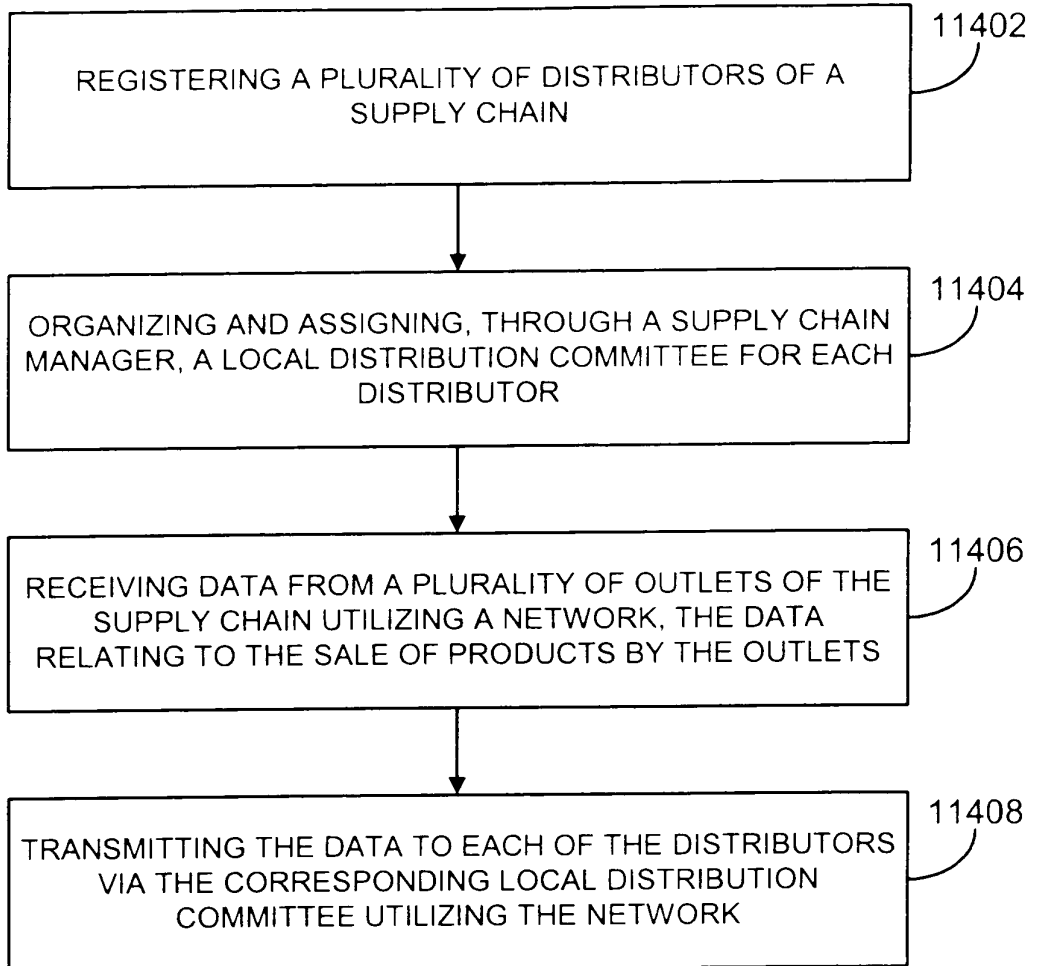 11402
REGISTERING A PLURALITY OF DISTRIBUTORS OF A
SUPPLY CHAIN
11404
ORGANIZING AND ASSIGNING, THROUGH A SUPPLY CHAIN
MANAGER, A LOCAL DISTRIBUTION COMMITTEE FOR EACH
DISTRIBUTOR
11406
RECEIVING DATA FROM A PLURALITY OF OUTLETS OF THE
SUPPLY CHAIN UTILIZING A NETWORK, THE DATA
RELATING TO THE SALE OF PRODUCTS BY THE OUTLETS
11408
TRANSMITTING THE DATA TO EACH OF THE DISTRIBUTORS
VIA THE CORRESPONDING LOCAL DISTRIBUTION
COMMITTEE UTILIZING THE NETWORK